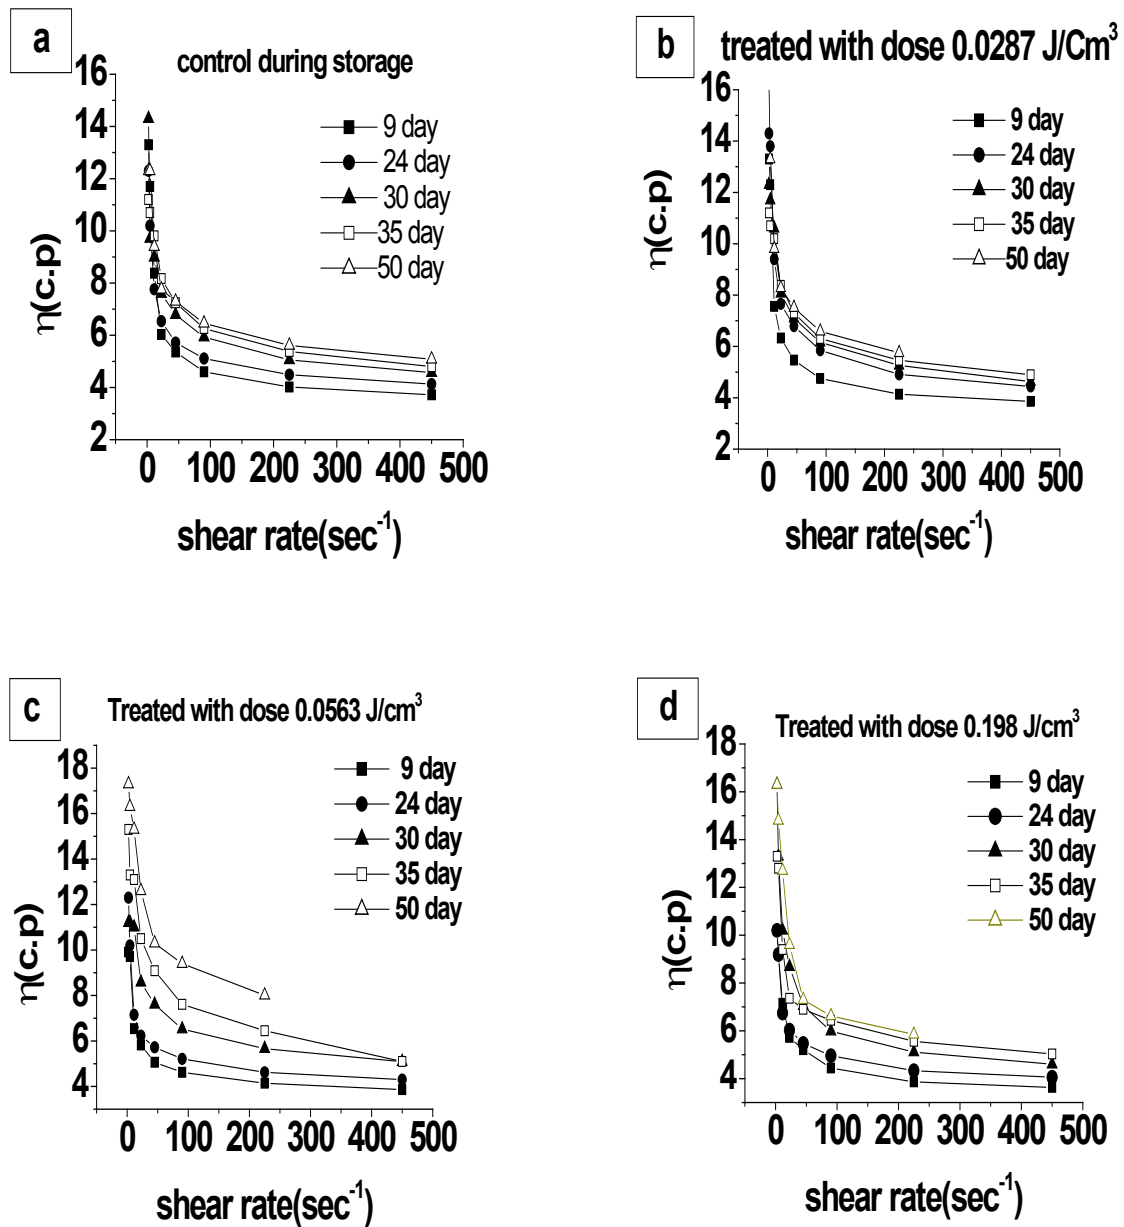 a
control during storage
16
14
12
10
8
6
4
2
η(c.p)
9 day
24 day
30 day
35 day
50 day
0 100 200 300 400 500
shear rate(sec⁻¹)
b
treated with dose 0.0287 J/Cm³
16
14
12
10
8
6
4
2
η(c.p)
9 day
24 day
30 day
35 day
50 day
0 100 200 300 400 500
shear rate(sec⁻¹)
c
Treated with dose 0.0563 J/cm³
18
16
14
12
10
8
6
4
η(c.p)
9 day
24 day
30 day
35 day
50 day
0 100 200 300 400 500
shear rate(sec⁻¹)
d
Treated with dose 0.198 J/cm³
18
16
14
12
10
8
6
4
η(c.p)
9 day
24 day
30 day
35 day
50 day
0 100 200 300 400 500
shear rate(sec⁻¹)